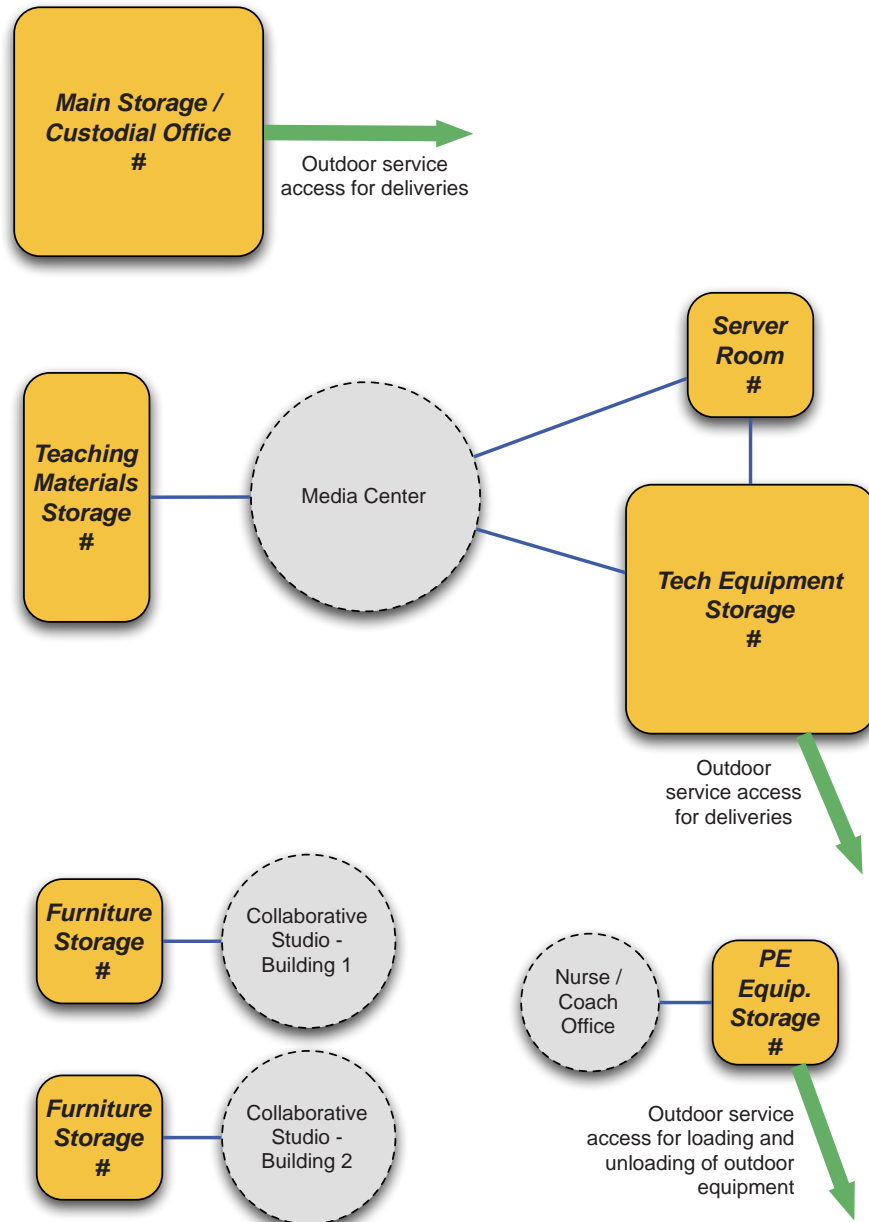 Main Storage /
Custodial Office
#
Outdoor service
access for deliveries
Server
Room
#
Teaching
Materials
Storage
#
Media Center
Tech Equipment
Storage
#
Outdoor
service access
for deliveries
Furniture
Storage
#
Collaborative
Studio -
Building 1
Nurse /
Coach
Office
PE
Equip.
Storage
#
Furniture
Storage
#
Collaborative
Studio -
Building 2
Outdoor service
access for loading and
unloading of outdoor
equipment